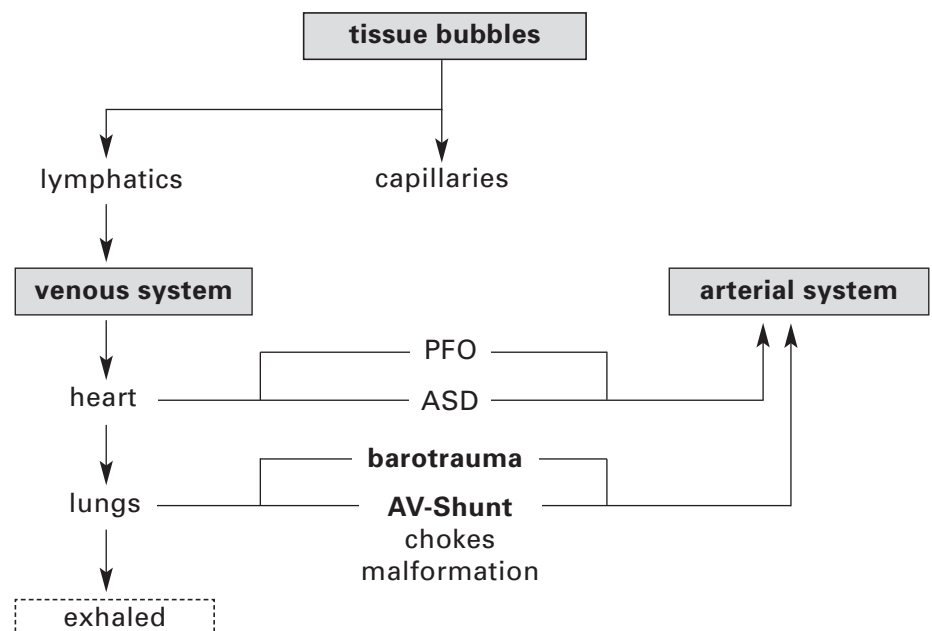 tissue bubbles
lymphatics
capillaries
venous system
arterial system
PFO
heart
ASD
barotrauma
lungs
AV-Shunt
chokes
malformation
exhaled